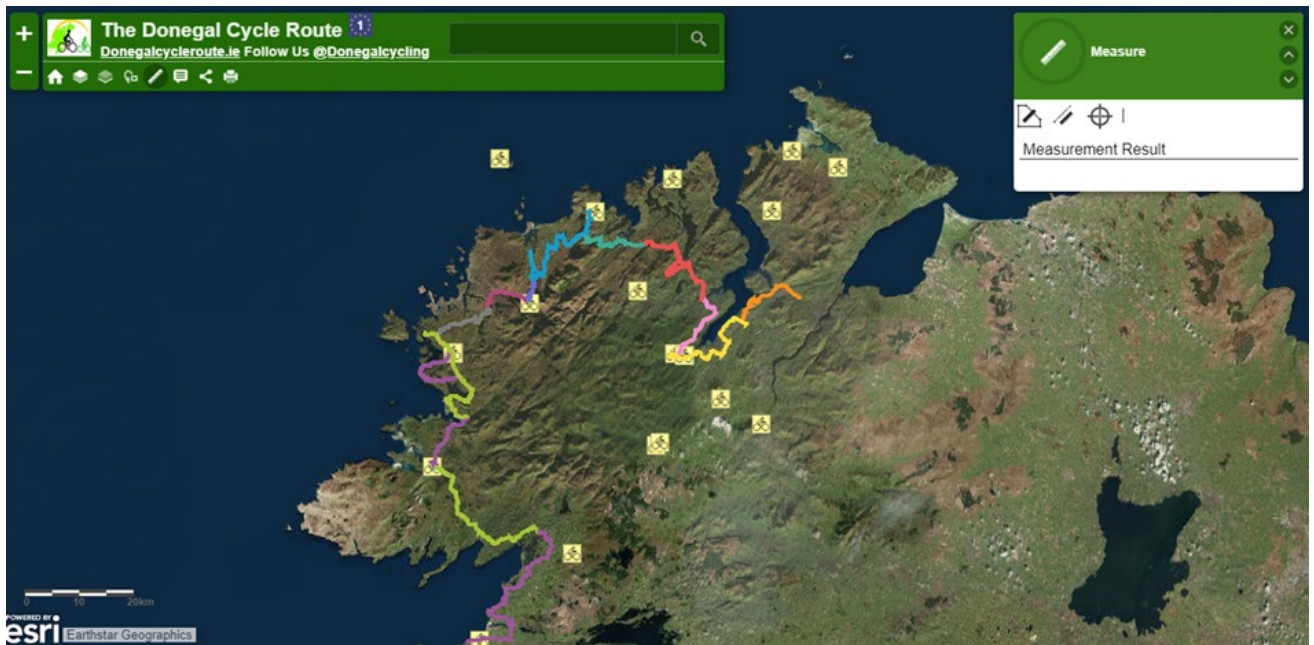 +
The Donegal Cycle Route 1
Donegalcycleroute.ie Follow Us @Donegalcycling
−
Measure
Measurement Result
0 10 20km
POWERED BY
esri Earthstar Geographics